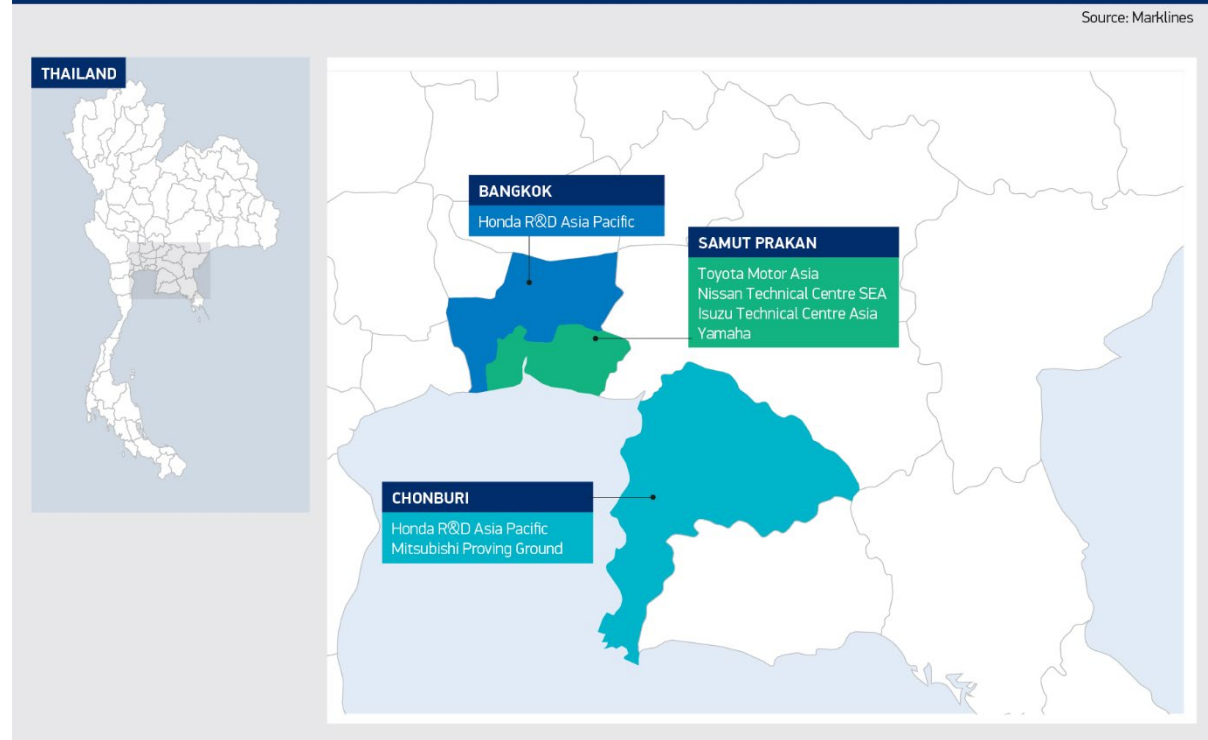 Source: Marklines
THAILAND
BANGKOK
Honda R&D Asia Pacific
SAMUT PRAKAN
Toyota Motor Asia
Nissan Technical Centre SEA
Isuzu Technical Centre Asia
Yamaha
CHONBURI
Honda R&D Asia Pacific
Mitsubishi Proving Ground